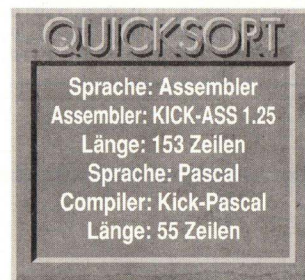 QUICKSORT
Sprache: Assembler
Assembler: KICK-ASS 1.25
Länge: 153 Zeilen
Sprache: Pascal
Compiler: Kick-Pascal
Länge: 55 Zeilen